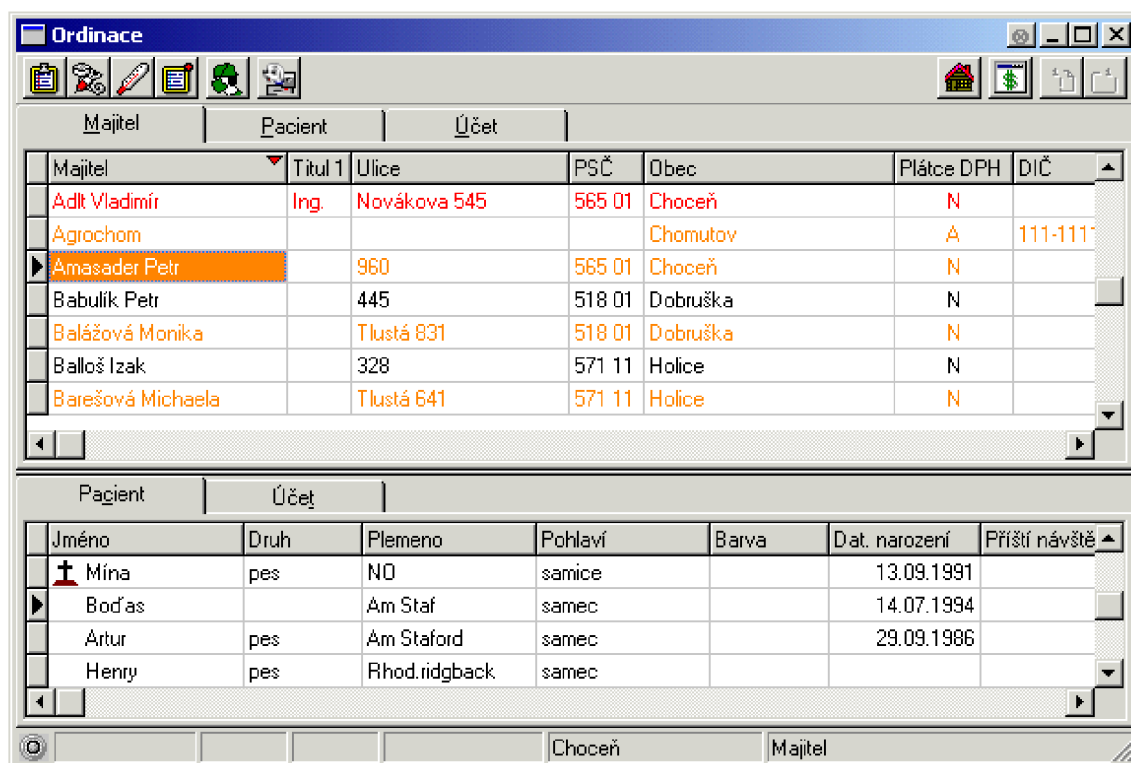 Ordinace
Majitel Pacient Účet
Majitel Titul 1 Ulice PSČ Obec Plátce DPH DIČ
Adlt Vladimír Ing. Novákova 545 565 01 Choceň N
Agrochom Chomutov A 111-1111
Amasader Petr 960 565 01 Choceň N
Babulík Petr 445 518 01 Dobruška N
Balážová Monika Tlustá 831 518 01 Dobruška N
Balloš Izak 328 571 11 Holice N
Barešová Michaela Tlustá 641 571 11 Holice N
Pacient Účet
Jméno Druh Plemeno Pohlaví Barva Dat. narození Příští návště
Mína pes NO samice 13.09.1991
Boďas Am Staf samec 14.07.1994
Artur pes Am Staford samec 29.09.1986
Henry pes Rhod.ridgback samec
Choceň Majitel